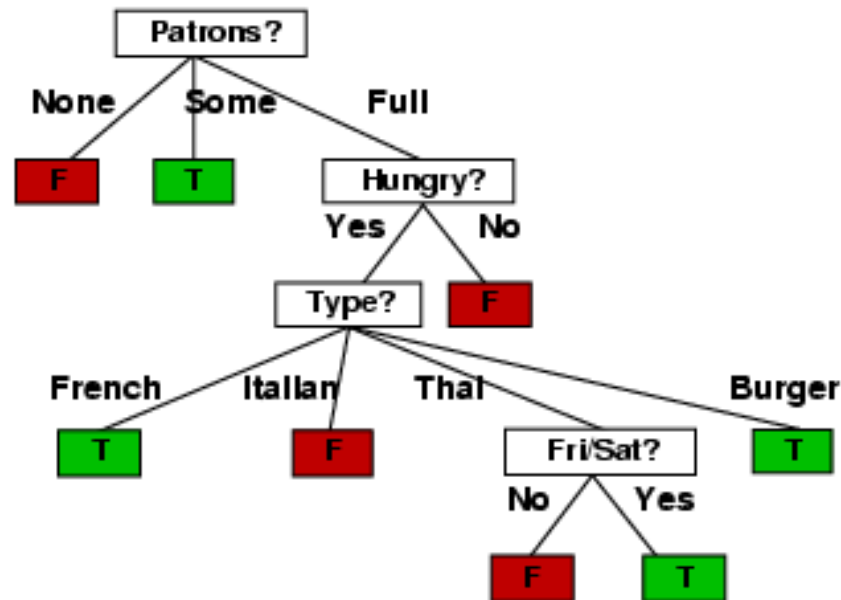 Patrons?
None Some Full
F T Hungry?
Yes No
Type? F
French Italian Thai Burger
T F Fri/Sat? T
No Yes
F T